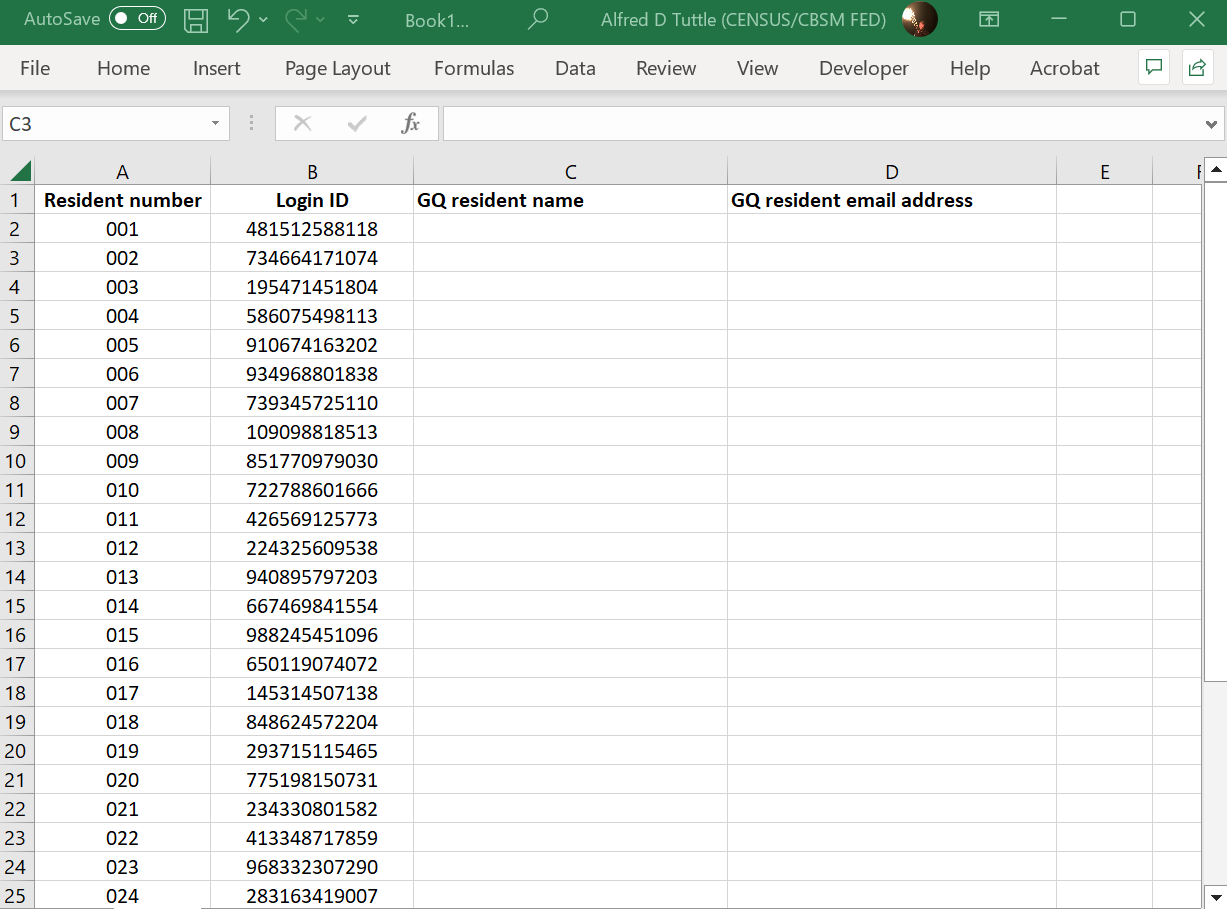 AutoSave Off Book1... Alfred D Tuttle (CENSUS/CBSM FED)
File Home Insert Page Layout Formulas Data Review View Developer Help Acrobat
C3 fx
A B C D E F
1 Resident number Login ID GQ resident name GQ resident email address
2 001 481512588118
3 002 734664171074
4 003 195471451804
5 004 586075498113
6 005 910674163202
7 006 934968801838
8 007 739345725110
9 008 109098818513
10 009 851770979030
11 010 722788601666
12 011 426569125773
13 012 224325609538
14 013 940895797203
15 014 667469841554
16 015 988245451096
17 016 650119074072
18 017 145314507138
19 018 848624572204
20 019 293715115465
21 020 775198150731
22 021 234330801582
23 022 413348717859
24 023 968332307290
25 024 283163419007